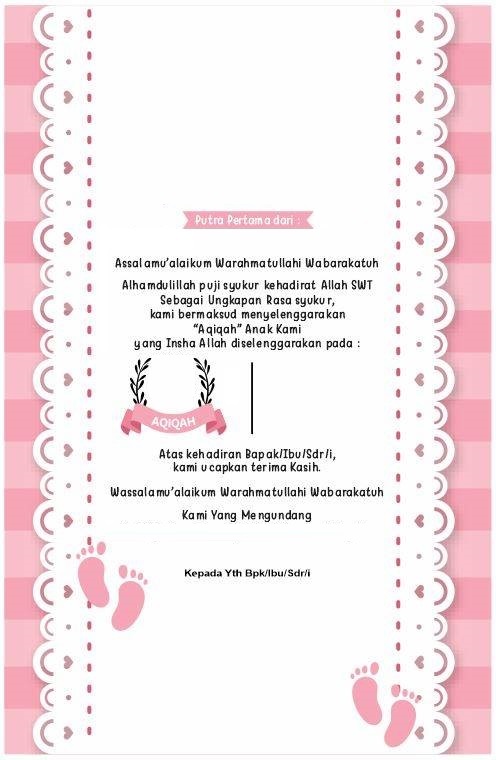 Putra Pertama dari :
Assalamu'alaikum Warahmatullahi Wabarakatuh
Alhamdulillah puji syukur kehadirat Allah SWT
Sebagai Ungkapan Rasa syukur,
kami bermaksud menyelenggarakan
“Aqiqah” Anak Kami
yang Insha Allah diselenggarakan pada :
AQIQAH
Atas kehadiran Bapak/Ibu/Sdr/i,
kami ucapkan terima Kasih.
Wassalamu'alaikum Warahmatullahi Wabarakatuh
Kami Yang Mengundang
Kepada Yth Bpk/Ibu/Sdr/i